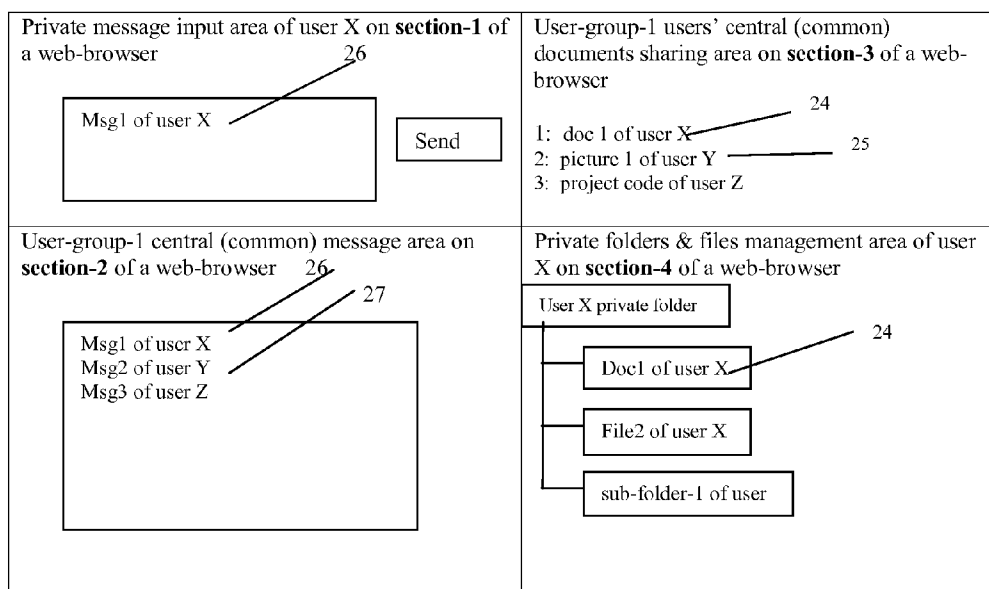 Private message input area of user X on section-1 of
a web-browser
26
Msg1 of user X
Send
User-group-1 users' central (common)
documents sharing area on section-3 of a web-
browser
24
1: doc 1 of user X
25
2: picture 1 of user Y
3: project code of user Z
User-group-1 central (common) message area on
section-2 of a web-browser 26
27
Msg1 of user X
Msg2 of user Y
Msg3 of user Z
Private folders & files management area of user
X on section-4 of a web-browser
User X private folder
24
Doc1 of user X
File2 of user X
sub-folder-1 of user